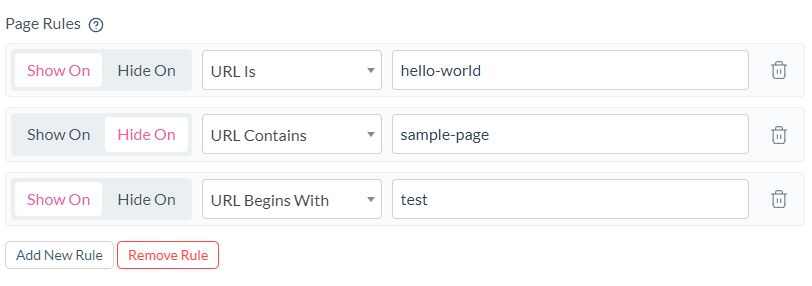 Page Rules
Show On Hide On URL Is hello-world
Show On Hide On URL Contains sample-page
Show On Hide On URL Begins With test
Add New Rule Remove Rule